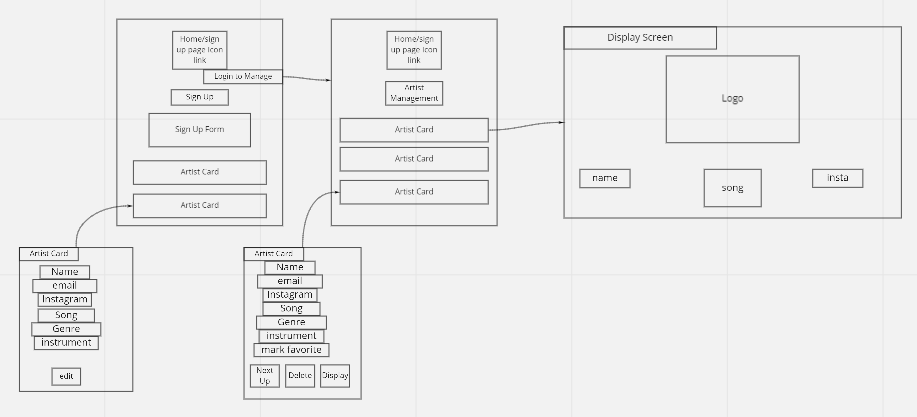 Home/sign
up page icon
link
Login to Manage
Sign Up
Sign Up Form
Artist Card
Artist Card
Home/sign
up page icon
link
Artist
Management
Artist Card
Artist Card
Artist Card
Display Screen
Logo
name
song
insta
Artist Card
Name
email
Instagram
Song
Genre
instrument
edit
Artist Card
Name
email
Instagram
Song
Genre
instrument
mark favorite
Next
Up
Delete
Display